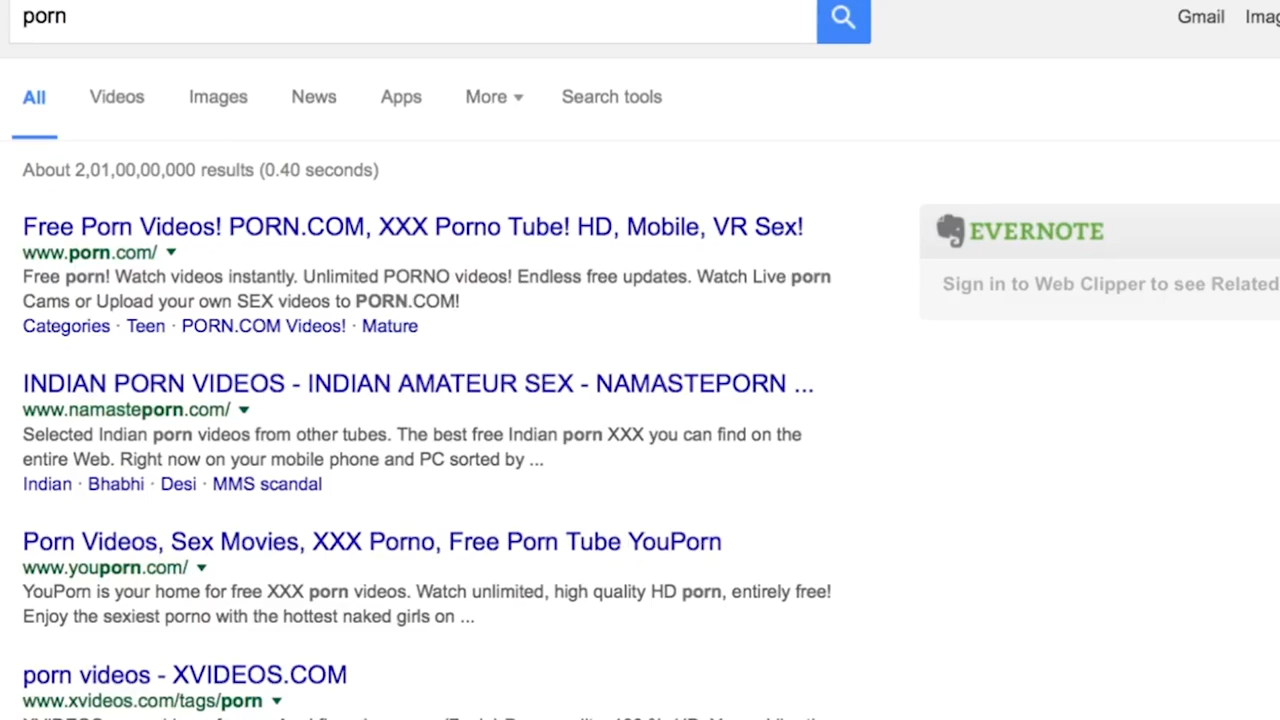 porn
Gmail
All Videos Images News Apps More Search tools
About 2,01,00,00,000 results (0.40 seconds)
Free Porn Videos! PORN.COM, XXX Porno Tube! HD, Mobile, VR Sex!
www.porn.com/
Free porn! Watch videos instantly. Unlimited PORNO videos! Endless free updates. Watch Live porn
Cams or Upload your own SEX videos to PORN.COM!
Categories · Teen · PORN.COM Videos! · Mature
EVERNOTE
Sign in to Web Clipper to see Related
INDIAN PORN VIDEOS - INDIAN AMATEUR SEX - NAMASTEPORN ...
www.namasteporn.com/
Selected Indian porn videos from other tubes. The best free Indian porn XXX you can find on the
entire Web. Right now on your mobile phone and PC sorted by ...
Indian · Bhabhi · Desi · MMS scandal
Porn Videos, Sex Movies, XXX Porno, Free Porn Tube YouPorn
www.youporn.com/
YouPorn is your home for free XXX porn videos. Watch unlimited, high quality HD porn, entirely free!
Enjoy the sexiest porno with the hottest naked girls on ...
porn videos - XVIDEOS.COM
www.xvideos.com/tags/porn